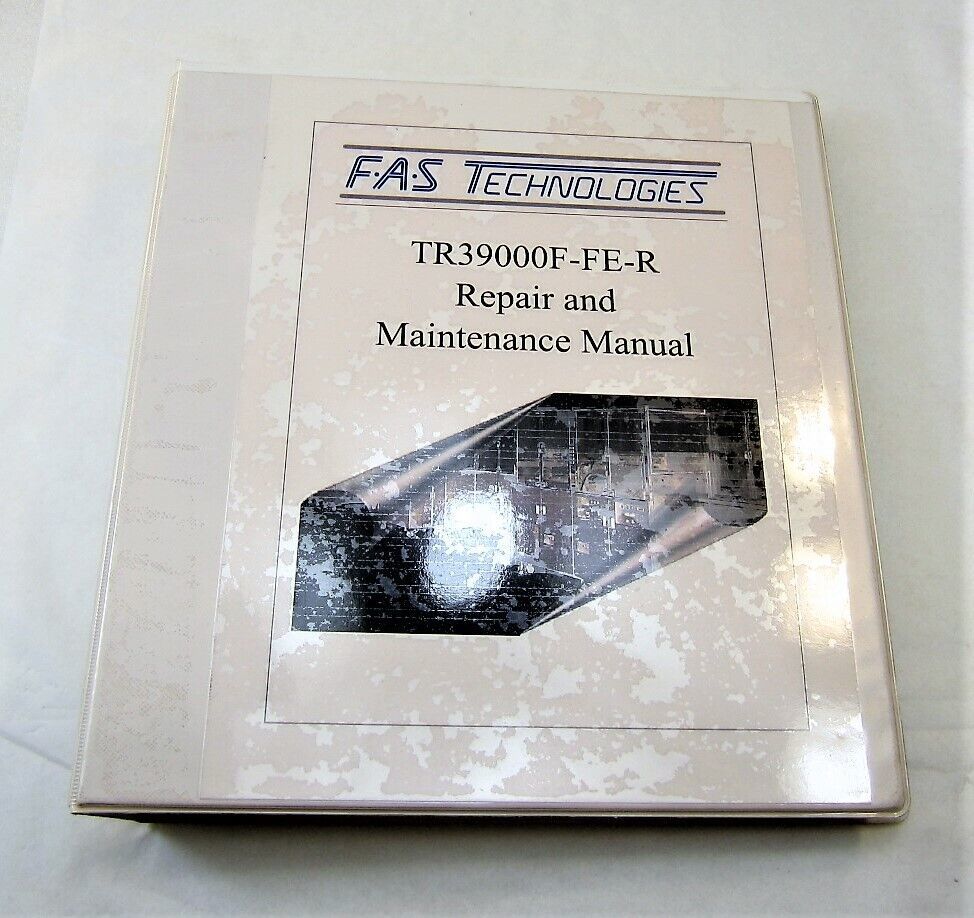 F·A·S TECHNOLOGIES
TR39000F-FE-R
Repair and
Maintenance Manual